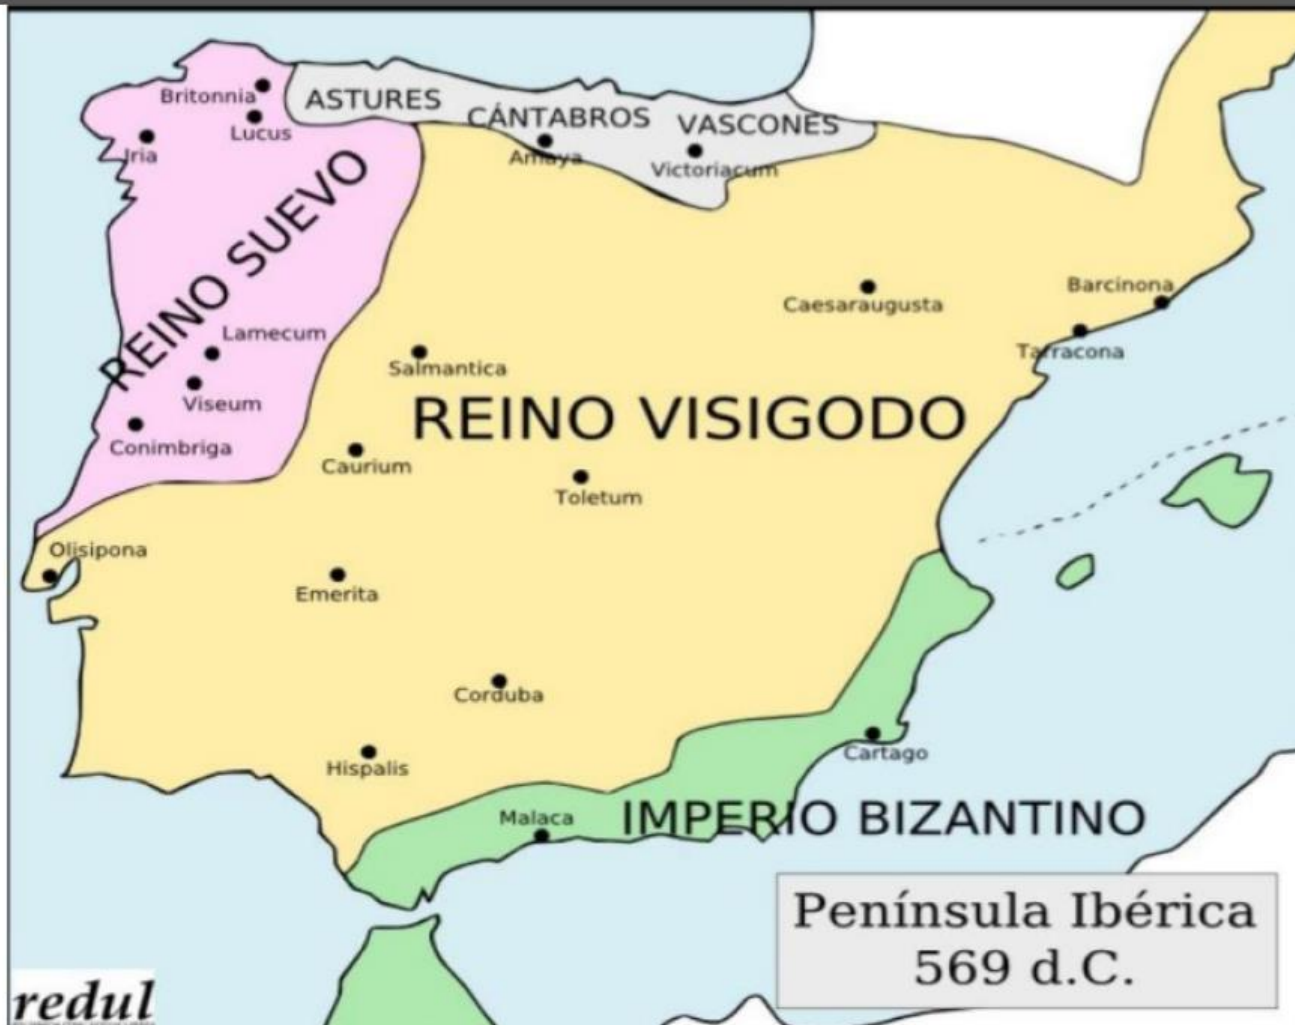 ASTURES
CÁNTABROS
VASCONES
Britonnia
Lucus
Iria
Amaya
Victoriacum
REINO SUEVO
Lamecum
Viseum
Conimbriga
Salmantica
Caesaraugusta
Barcinona
Tarracona
REINO VISIGODO
Caurium
Toletum
Olisipona
Emerita
Corduba
Hispalis
Cartago
Malaca
IMPERIO BIZANTINO
Península Ibérica
569 d.C.
redul